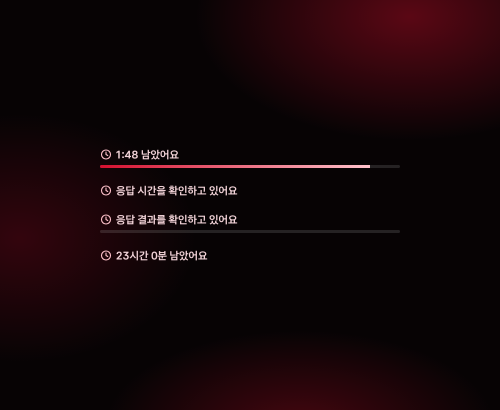 1:48 남았어요
응답 시간을 확인하고 있어요
응답 결과를 확인하고 있어요
23시간 0분 남았어요